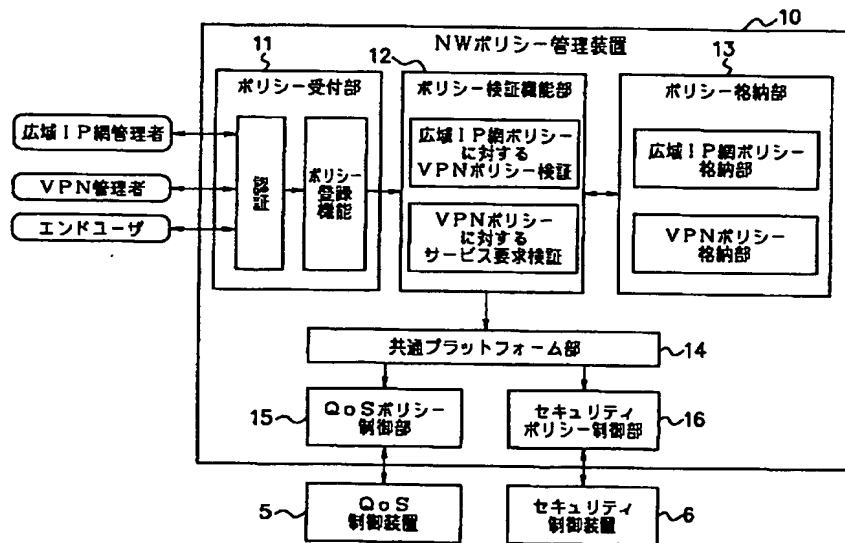 10
NWポリシー管理装置
11
ポリシー受付部
12
ポリシー検証機能部
13
ポリシー格納部
広域IP網管理者
VPN管理者
エンドユーザ
認証
ポリシー
登録
機能
広域IP網ポリシー
に対する
VPNポリシー検証
VPNポリシー
に対する
サービス要求検証
広域IP網ポリシー
格納部
VPNポリシー
格納部
共通プラットフォーム部
14
15
QoSポリシー
制御部
セキュリティ
ポリシー制御部
16
5
QoS
制御装置
セキュリティ
制御装置
6